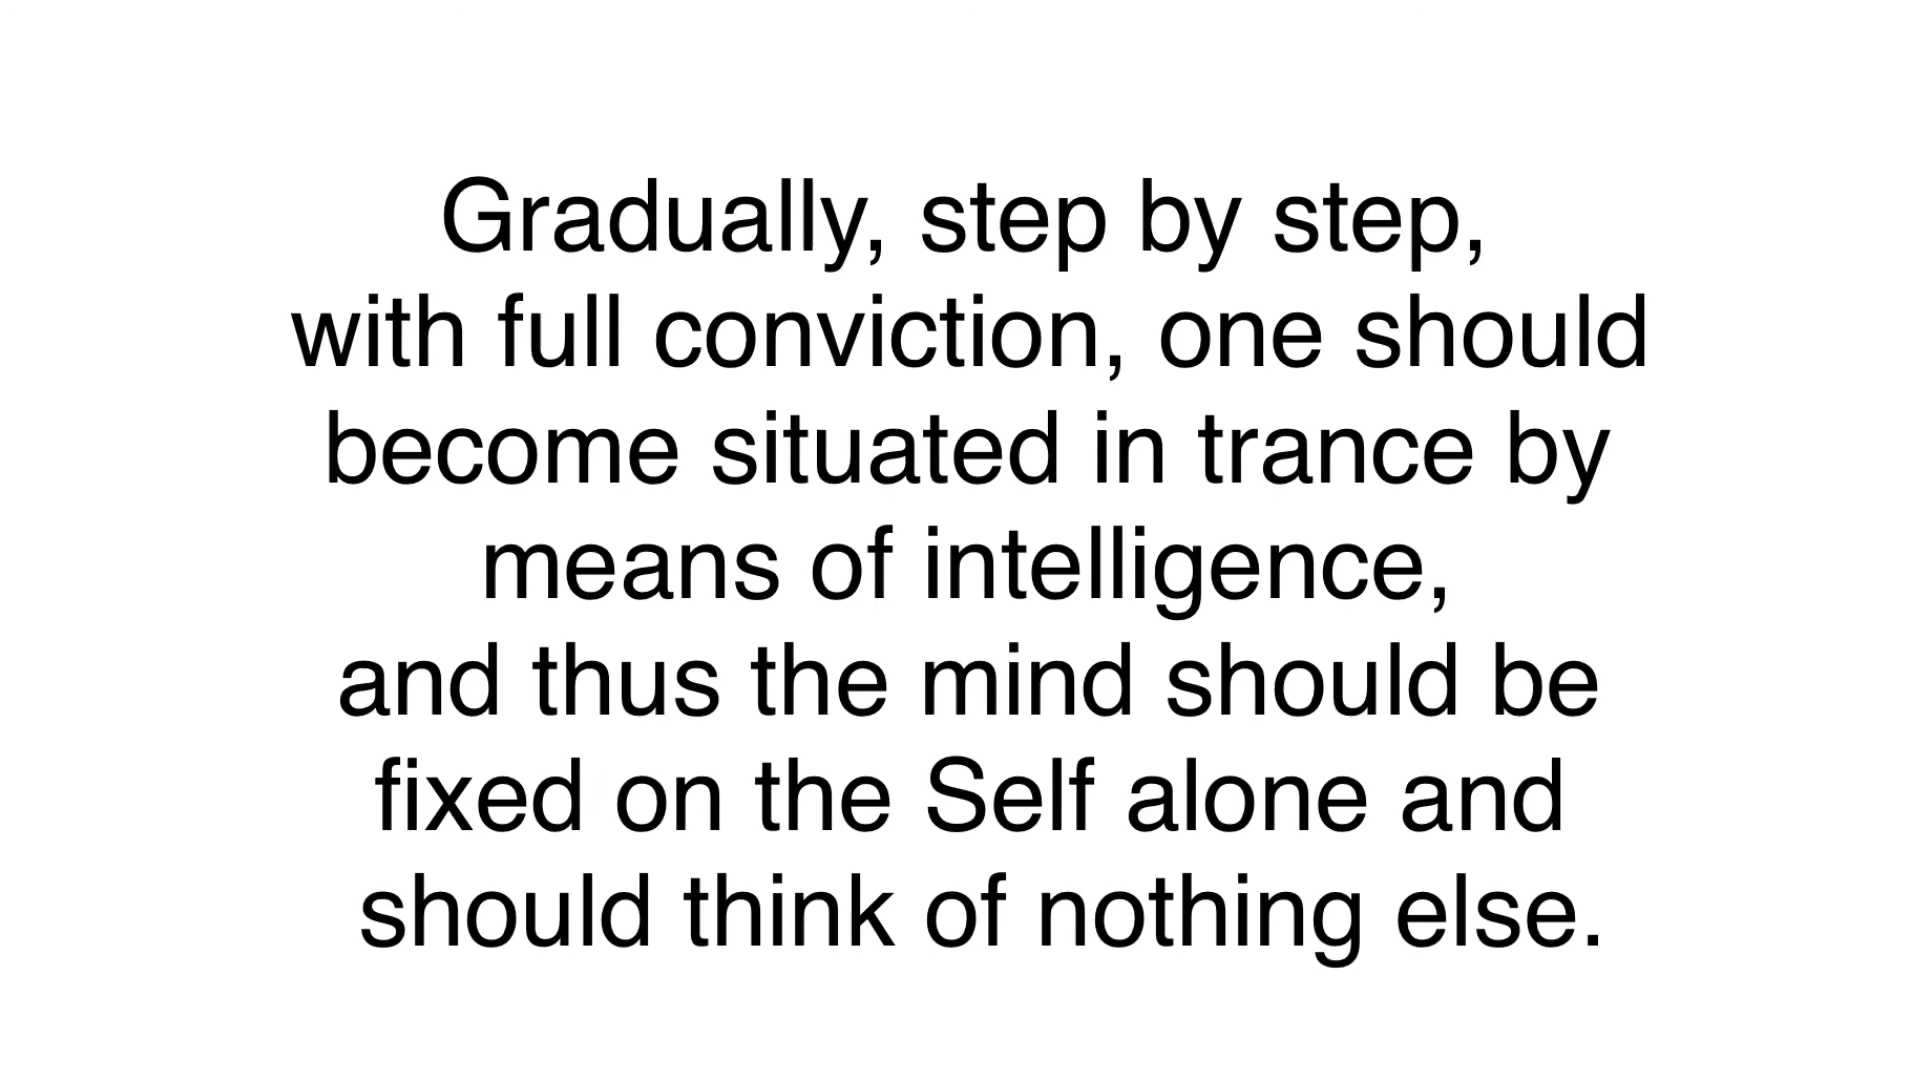 Gradually, step by step,
with full conviction, one should
become situated in trance by
means of intelligence,
and thus the mind should be
fixed on the Self alone and
should think of nothing else.